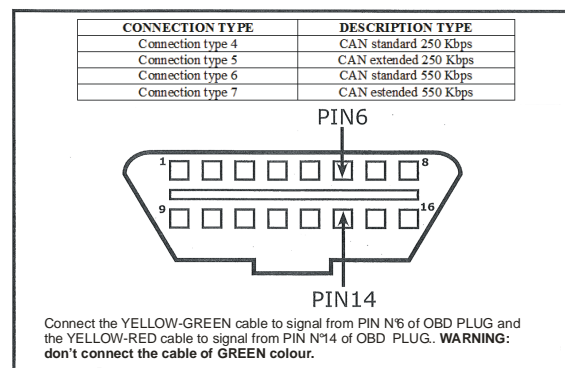 CONNECTION TYPE DESCRIPTION TYPE
Connection type 4 CAN standard 250 Kbps
Connection type 5 CAN extended 250 Kbps
Connection type 6 CAN standard 550 Kbps
Connection type 7 CAN estended 550 Kbps
PIN6
1 8
9 16
PIN14
Connect the YELLOW-GREEN cable to signal from PIN N°6 of OBD PLUG and
the YELLOW-RED cable to signal from PIN N°14 of OBD PLUG.. WARNING:
don't connect the cable of GREEN colour.